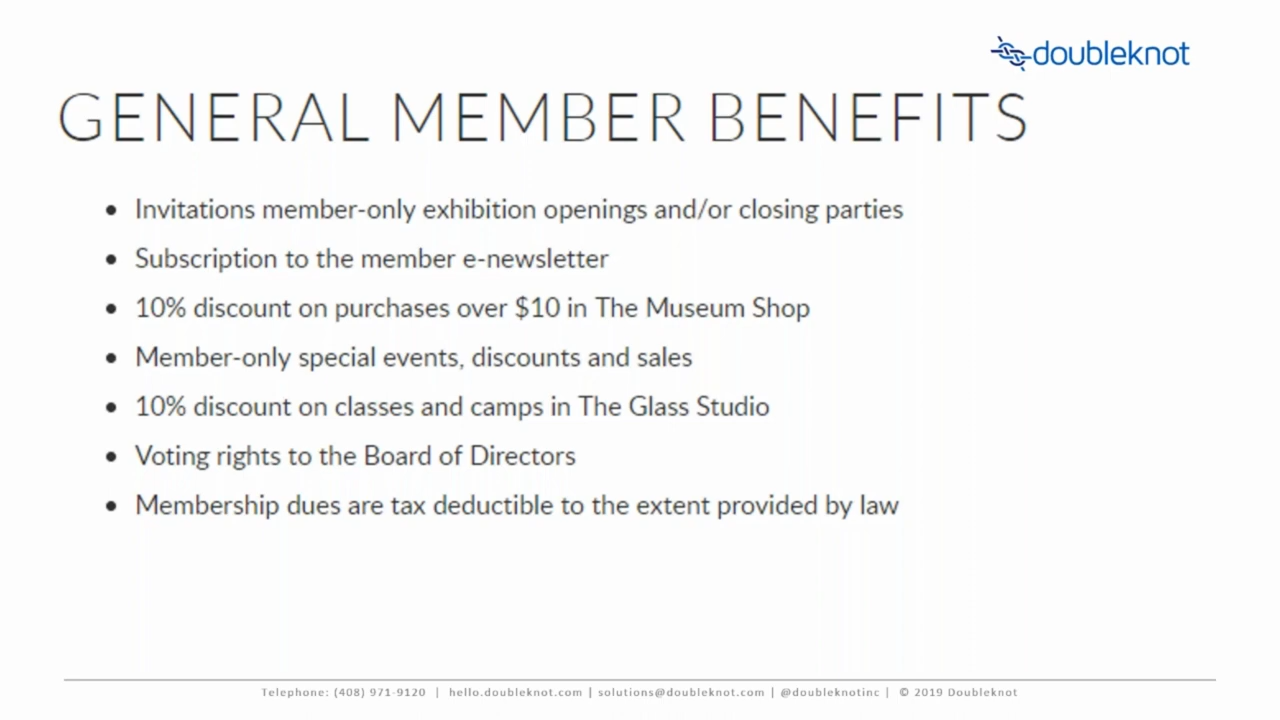 doubleknot
GENERAL MEMBER BENEFITS
• Invitations member-only exhibition openings and/or closing parties
• Subscription to the member e-newsletter
• 10% discount on purchases over $10 in The Museum Shop
• Member-only special events, discounts and sales
• 10% discount on classes and camps in The Glass Studio
• Voting rights to the Board of Directors
• Membership dues are tax deductible to the extent provided by law
Telephone: (408) 971-9120 | hello.doubleknot.com | solutions@doubleknot.com | @doubleknotinc | © 2019 Doubleknot